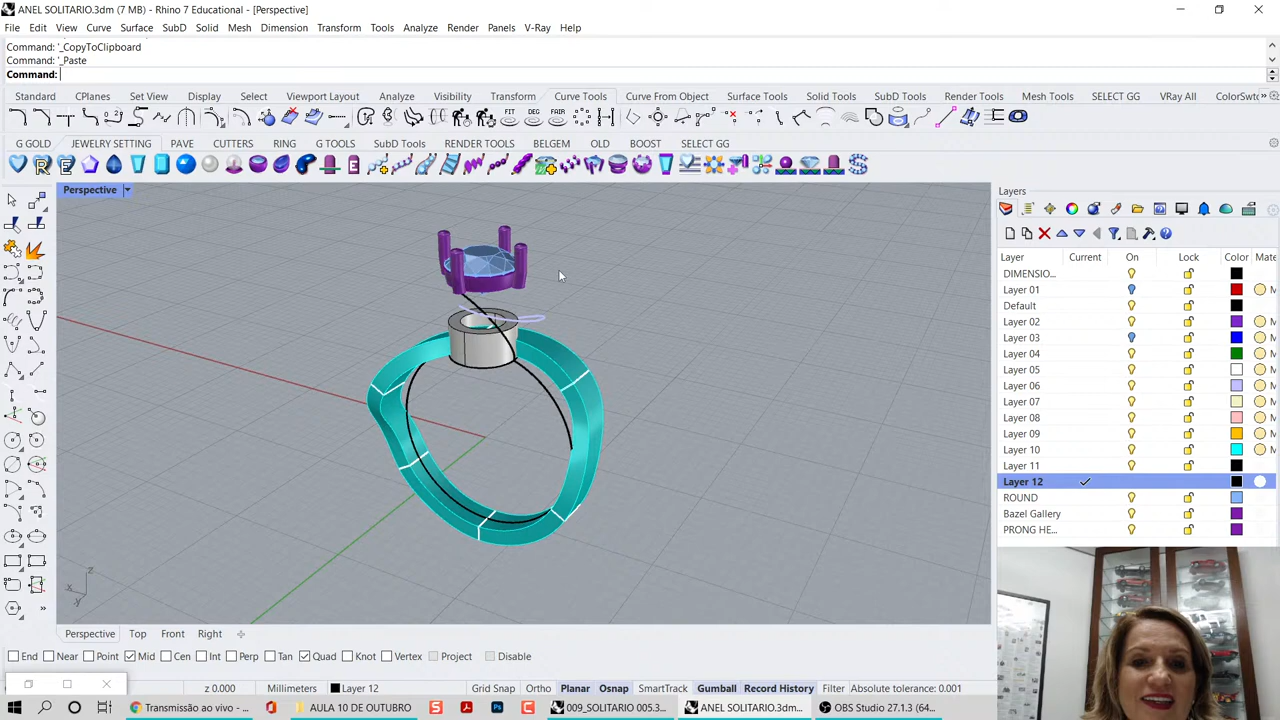 ANEL SOLITARIO.3dm - Rhino 7 Educational - [Perspective]
File Edit View Curve Surface SubD Solid Mesh Dimension Transform Tools Analyze Render Panels V-Ray Help
Command: '_CopyToClipboard
Command: '_Paste
Command:
Standard CPlanes Set View Display Select Viewport Layout Analyze Visibility Transform Curve Tools Curve From Object Surface Tools Solid Tools SubD Tools Render Tools Mesh Tools SELECT GG VRay All ColorSwtc
FIT DEG FAIR
G GOLD JEWELRY SETTING PAVE CUTTERS RING G TOOLS SubD Tools RENDER TOOLS BELGEM OLD BOOST SELECT GG
R E
Perspective
Layers
Layer Current On Lock Color Mate
DIMENSIO...
Layer 01 M
Default
Layer 02 M
Layer 03 M
Layer 04 M
Layer 05 M
Layer 06 M
Layer 07 M
Layer 08 M
Layer 09 M
Layer 10 M
Layer 11
Layer 12
ROUND
Bazel Gallery
PRONG HE...
z
x
y
Perspective Top Front Right
End Near Point Mid Cen Int Perp Tan Quad Knot Vertex Project Disable
z 0.000 Millimeters Layer 12 Grid Snap Ortho Planar Osnap SmartTrack Gumball Record History Filter Absolute tolerance: 0.001
Transmissão ao vivo - ... AULA 10 DE OUTUBRO 009_SOLITARIO 005.3... ANEL SOLITARIO.3dm... OBS Studio 27.1.3 (64...